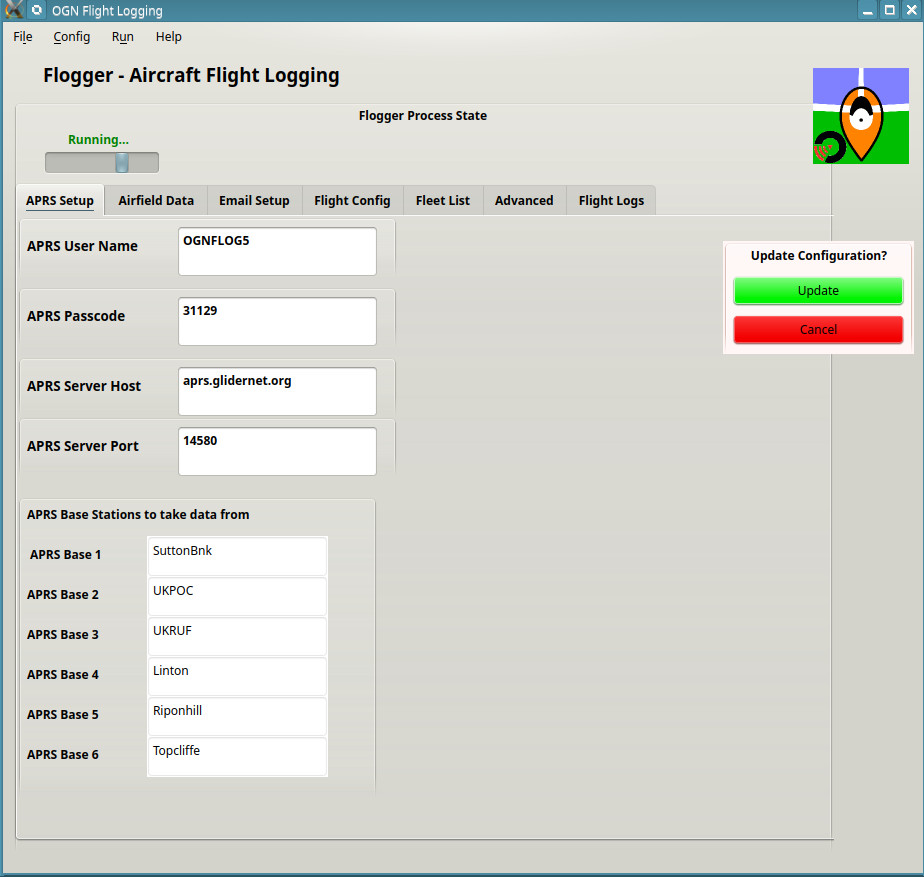 OGN Flight Logging
File Config Run Help
Flogger - Aircraft Flight Logging
Flogger Process State
Running...
APRS Setup Airfield Data Email Setup Flight Config Fleet List Advanced Flight Logs
APRS User Name OGNFLOG5
Update Configuration?
Update
Cancel
APRS Passcode 31129
APRS Server Host aprs.glidernet.org
APRS Server Port 14580
APRS Base Stations to take data from
APRS Base 1 SuttonBnk
APRS Base 2 UKPOC
APRS Base 3 UKRUF
APRS Base 4 Linton
APRS Base 5 Riponhill
APRS Base 6 Topcliffe